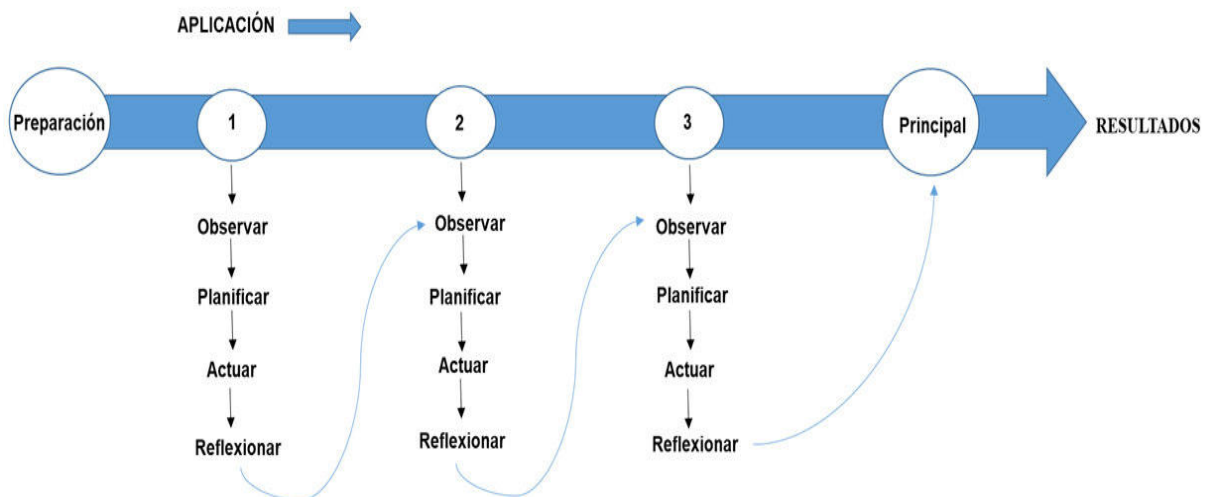 APLICACIÓN
Preparación
1
2
3
Principal
RESULTADOS
Observar
Planificar
Actuar
Reflexionar
Observar
Planificar
Actuar
Reflexionar
Observar
Planificar
Actuar
Reflexionar